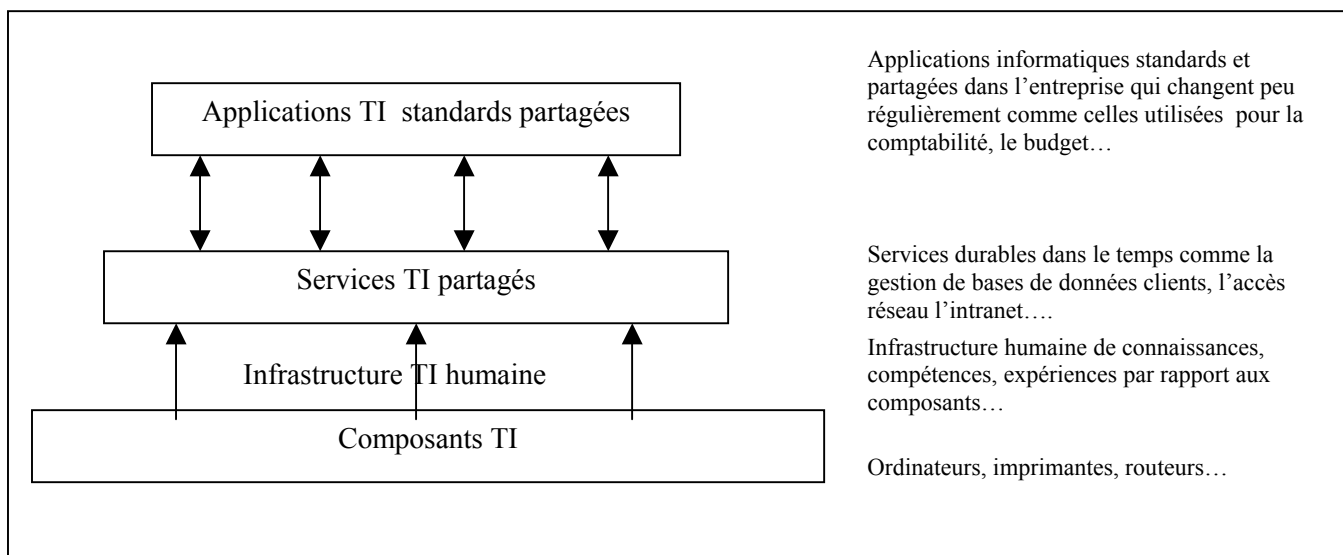 Applications TI standards partagées
Applications informatiques standards et
partagées dans l’entreprise qui changent peu
régulièrement comme celles utilisées pour la
comptabilité, le budget…
Services TI partagés
Services durables dans le temps comme la
gestion de bases de données clients, l’accès
réseau l’intranet….
Infrastructure TI humaine
Infrastructure humaine de connaissances,
compétences, expériences par rapport aux
composants…
Composants TI
Ordinateurs, imprimantes, routeurs…